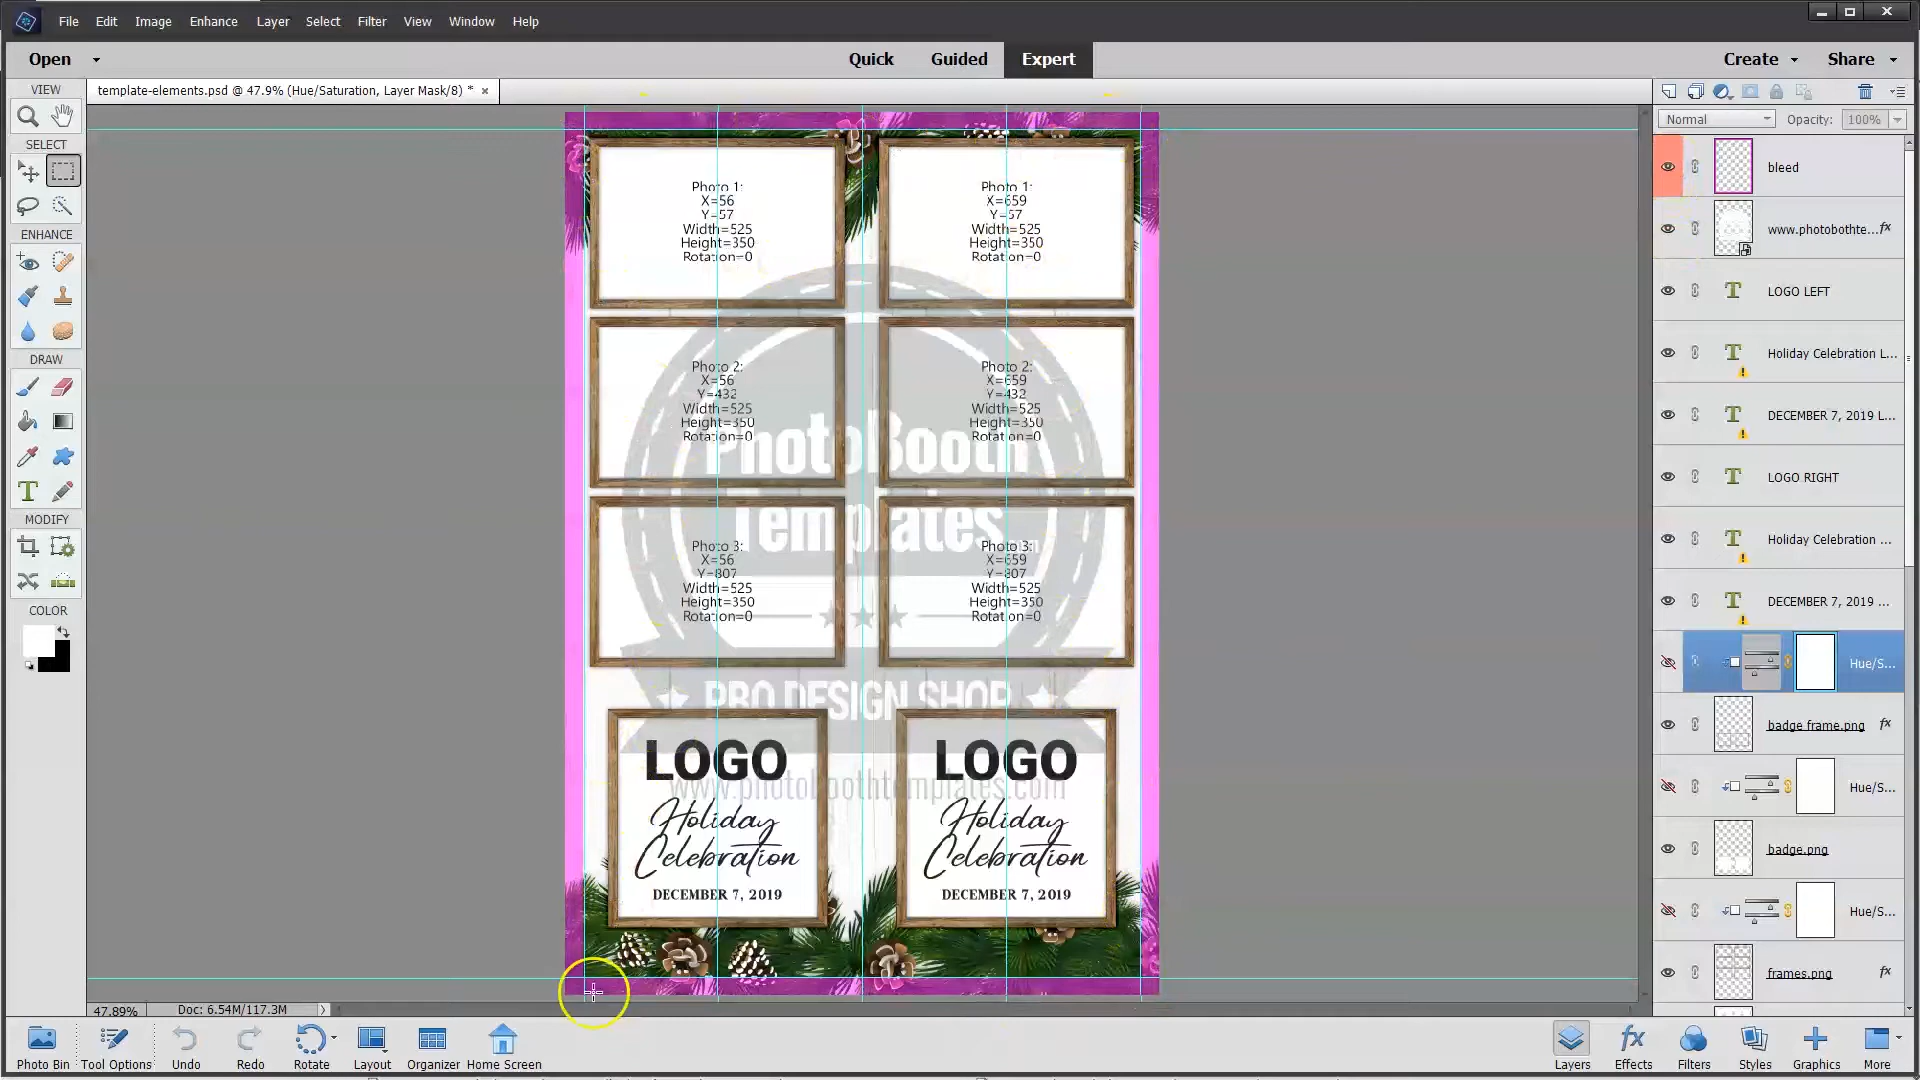 File Edit Image Enhance Layer Select Filter View Window Help
Open Quick Guided Expert Create Share
VIEW
template-elements.psd @ 47.9% (Hue/Saturation, Layer Mask/8) * ×
Normal Opacity: 100%
SELECT
ENHANCE
DRAW
MODIFY
COLOR
Photo 1:
X=56
Y=57
Width=525
Height=350
Rotation=0
Photo 1:
X=659
Y=57
Width=525
Height=350
Rotation=0
Photo 2:
X=56
Y=432
Width=525
Height=350
Rotation=0
Photo 2:
X=659
Y=432
Width=525
Height=350
Rotation=0
PhotoBooth
Templates
Photo 3:
X=56
Y=807
Width=525
Height=350
Rotation=0
Photo 3:
X=659
Y=807
Width=525
Height=350
Rotation=0
PRO DESIGN SHOP
www.photoboothtemplates.com
LOGO
Holiday
Celebration
DECEMBER 7, 2019
LOGO
Holiday
Celebration
DECEMBER 7, 2019
bleed
www.photobothte... fx
T LOGO LEFT
T Holiday Celebration L...
T DECEMBER 7, 2019 L...
T LOGO RIGHT
T Holiday Celebration ...
T DECEMBER 7, 2019 ...
Hue/S...
badge frame.png fx
Hue/S...
badge.png
Hue/S...
frames.png fx
47.89% Doc: 6.54M/117.3M
Photo Bin Tool Options Undo Redo Rotate Layout Organizer Home Screen Layers Effects Filters Styles Graphics More